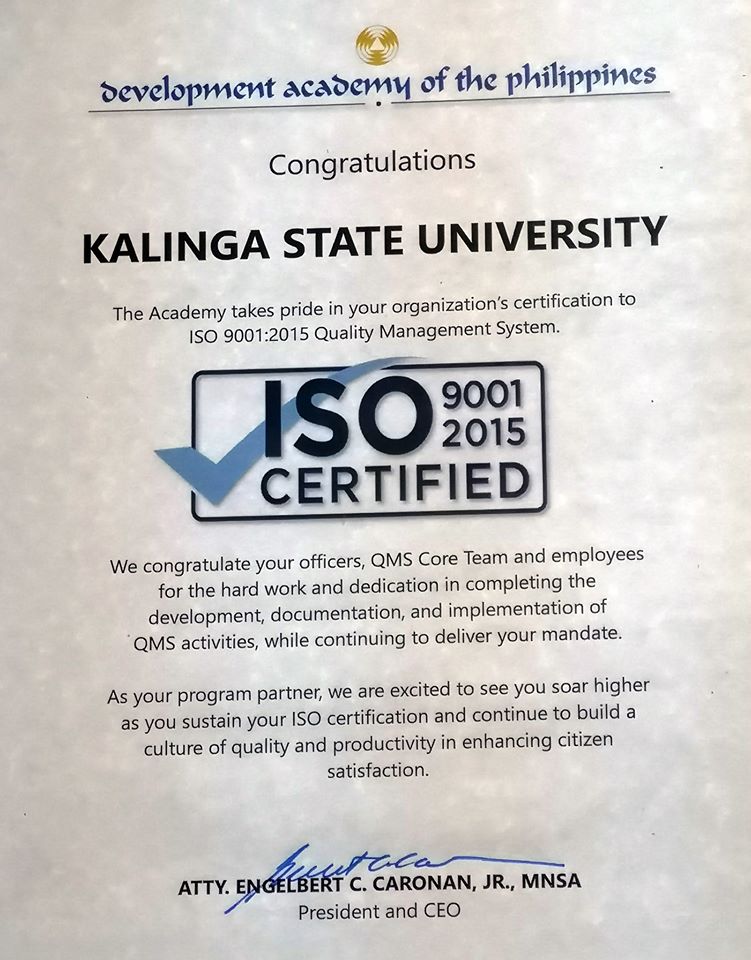 development academy of the philippines
Congratulations
KALINGA STATE UNIVERSITY
The Academy takes pride in your organization's certification to
ISO 9001:2015 Quality Management System.
ISO 9001
2015
CERTIFIED
We congratulate your officers, QMS Core Team and employees
for the hard work and dedication in completing the
development, documentation, and implementation of
QMS activities, while continuing to deliver your mandate.
As your program partner, we are excited to see you soar higher
as you sustain your ISO certification and continue to build a
culture of quality and productivity in enhancing citizen
satisfaction.
ATTY. ENGELBERT C. CARONAN, JR., MNSA
President and CEO